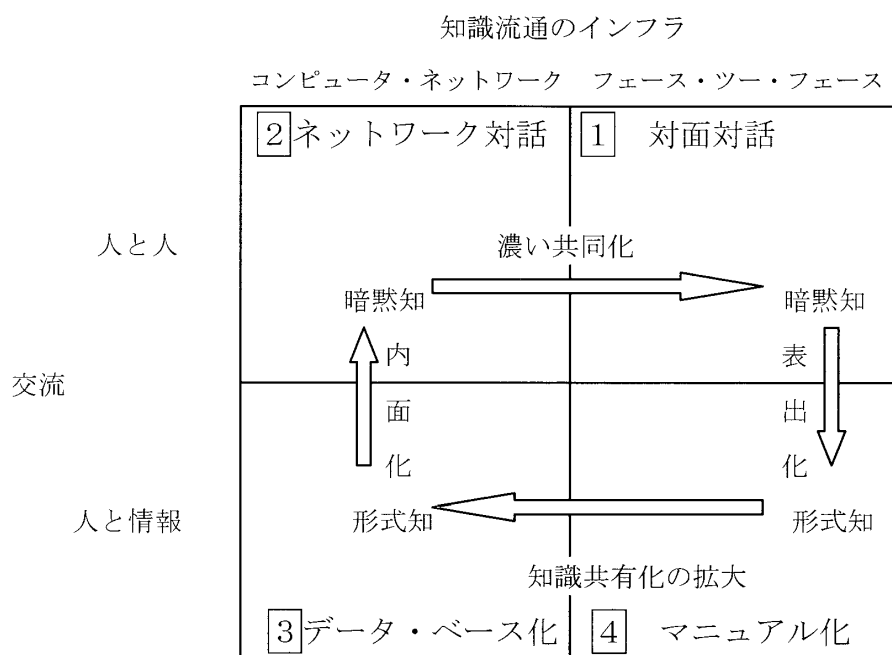 知識流通のインフラ
コンピュータ・ネットワーク フェース・ツー・フェース
2 ネットワーク対話 1 対面対話
人と人
濃い共同化
暗黙知 暗黙知
内面化 表出化
交流
人と情報
形式知 形式知
知識共有化の拡大
3 データ・ベース化 4 マニュアル化